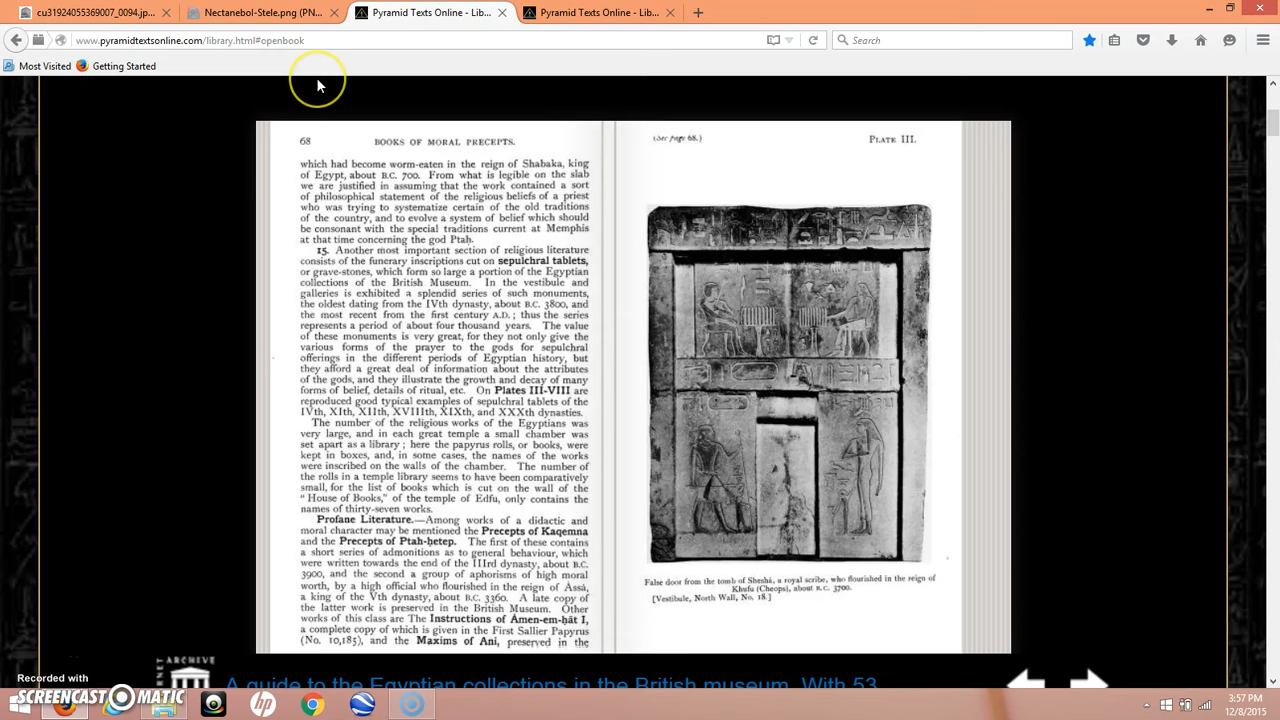 cu31924055369007_0094.jp...
Nectanebol-Stele.png (PN...
Pyramid Texts Online - Lib...
Pyramid Texts Online - Lib...
www.pyramidtextsonline.com/library.html#openbook
Search
Most Visited
Getting Started
68 BOOKS OF MORAL PRECEPTS.
which had become worm-eaten in the reign of Shabaka, king
of Egypt, about B.C. 700. From what is legible on the slab
we are justified in assuming that the work contained a sort
of philosophical statement of the religious beliefs of a priest
who was trying to systematize certain of the old traditions
of the country, and to evolve a system of belief which should
be consonant with the special traditions current at Memphis
at that time concerning the god Ptaḥ.
15. Another most important section of religious literature
consists of the funerary inscriptions cut on sepulchral tablets,
or grave-stones, which form so large a portion of the Egyptian
collections of the British Museum. In the vestibule and
galleries is exhibited a splendid series of such monuments,
the oldest dating from the IVth dynasty, about B.C. 3800, and
the most recent from the first century A.D.; thus the series
represents a period of about four thousand years. The value
of these monuments is very great, for they not only give the
various forms of the prayer to the gods for sepulchral
offerings in the different periods of Egyptian history, but
they afford a great deal of information about the attributes
of the gods, and they illustrate the growth and decay of many
forms of belief, details of ritual, etc. On Plates III-VIII are
reproduced good typical examples of sepulchral tablets of the
IVth, XIth, XIIth, XVIIIth, XIXth, and XXXth dynasties.
The number of the religious works of the Egyptians was
very large, and in each great temple a small chamber was
set apart as a library; here the papyrus rolls, or books, were
kept in boxes, and, in some cases, the names of the works
were inscribed on the walls of the chamber. The number of
the rolls in a temple library seems to have been comparatively
small, for the list of books which is cut on the wall of the
"House of Books," of the temple of Edfu, only contains the
names of thirty-seven works.
Profane Literature.—Among works of a didactic and
moral character may be mentioned the Precepts of Kaqemna
and the Precepts of Ptah-ḥetep. The first of these contains
a short series of admonitions as to general behaviour, which
were written towards the end of the IIIrd dynasty, about B.C.
3900, and the second a group of aphorisms of high moral
worth, by a high official who flourished in the reign of Assá,
a king of the Vth dynasty, about B.C. 3360. A late copy of
the latter work is preserved in the British Museum. Other
works of this class are The Instructions of Ámen-em-ḥāt I,
a complete copy of which is given in the First Sallier Papyrus
(No. 10,185), and the Maxims of Ani, preserved in the
(See page 68.) PLATE III.
False door from the tomb of Sheshá, a royal scribe, who flourished in the reign of
Khufu (Cheops), about B.C. 3700.
[Vestibule, North Wall, No. 18.]
ARCHIVE
A guide to the Egyptian collections in the British museum. With 53
Recorded with
SCREENCAST MATIC
hp
3:57 PM
12/8/2015